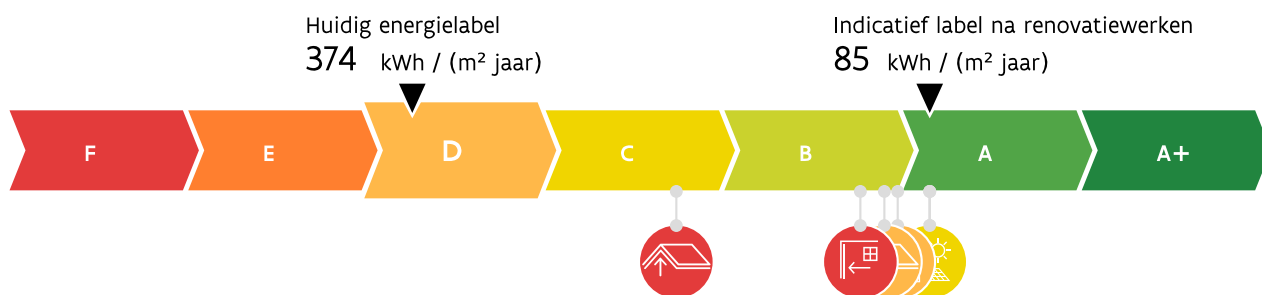 Huidig energielabel
374 kWh / (m² jaar)
Indicatief label na renovatiewerken
85 kWh / (m² jaar)
F E D C B A A+